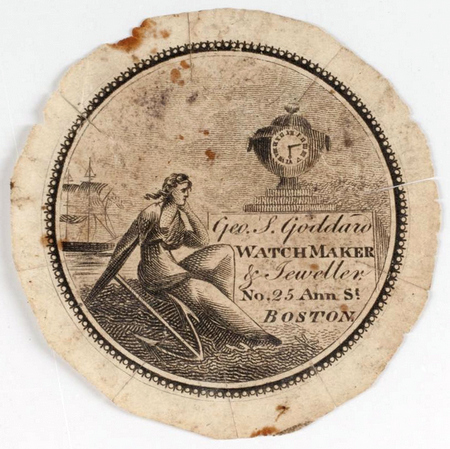 Geo. S. Goddard
WATCH MAKER
& Jeweller,
No. 25 Ann St
BOSTON